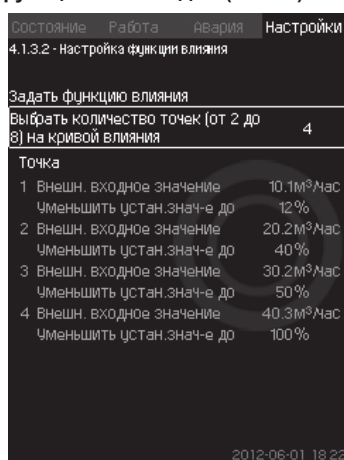 Состояние Работа Авария Настройки
4.1.3.2 - Настройка функции влияния
Задать функцию влияния
Выбрать количество точек (от 2 до 8) на кривой влияния 4
Точка
1 Внешн. входное значение 10.1м³/час
Уменьшить устан.знач-е до 12%
2 Внешн. входное значение 20.2м³/час
Уменьшить устан.знач-е до 40%
3 Внешн. входное значение 30.2м³/час
Уменьшить устан.знач-е до 50%
4 Внешн. входное значение 40.3м³/час
Уменьшить устан.знач-е до 100%
2012-06-01 18:22